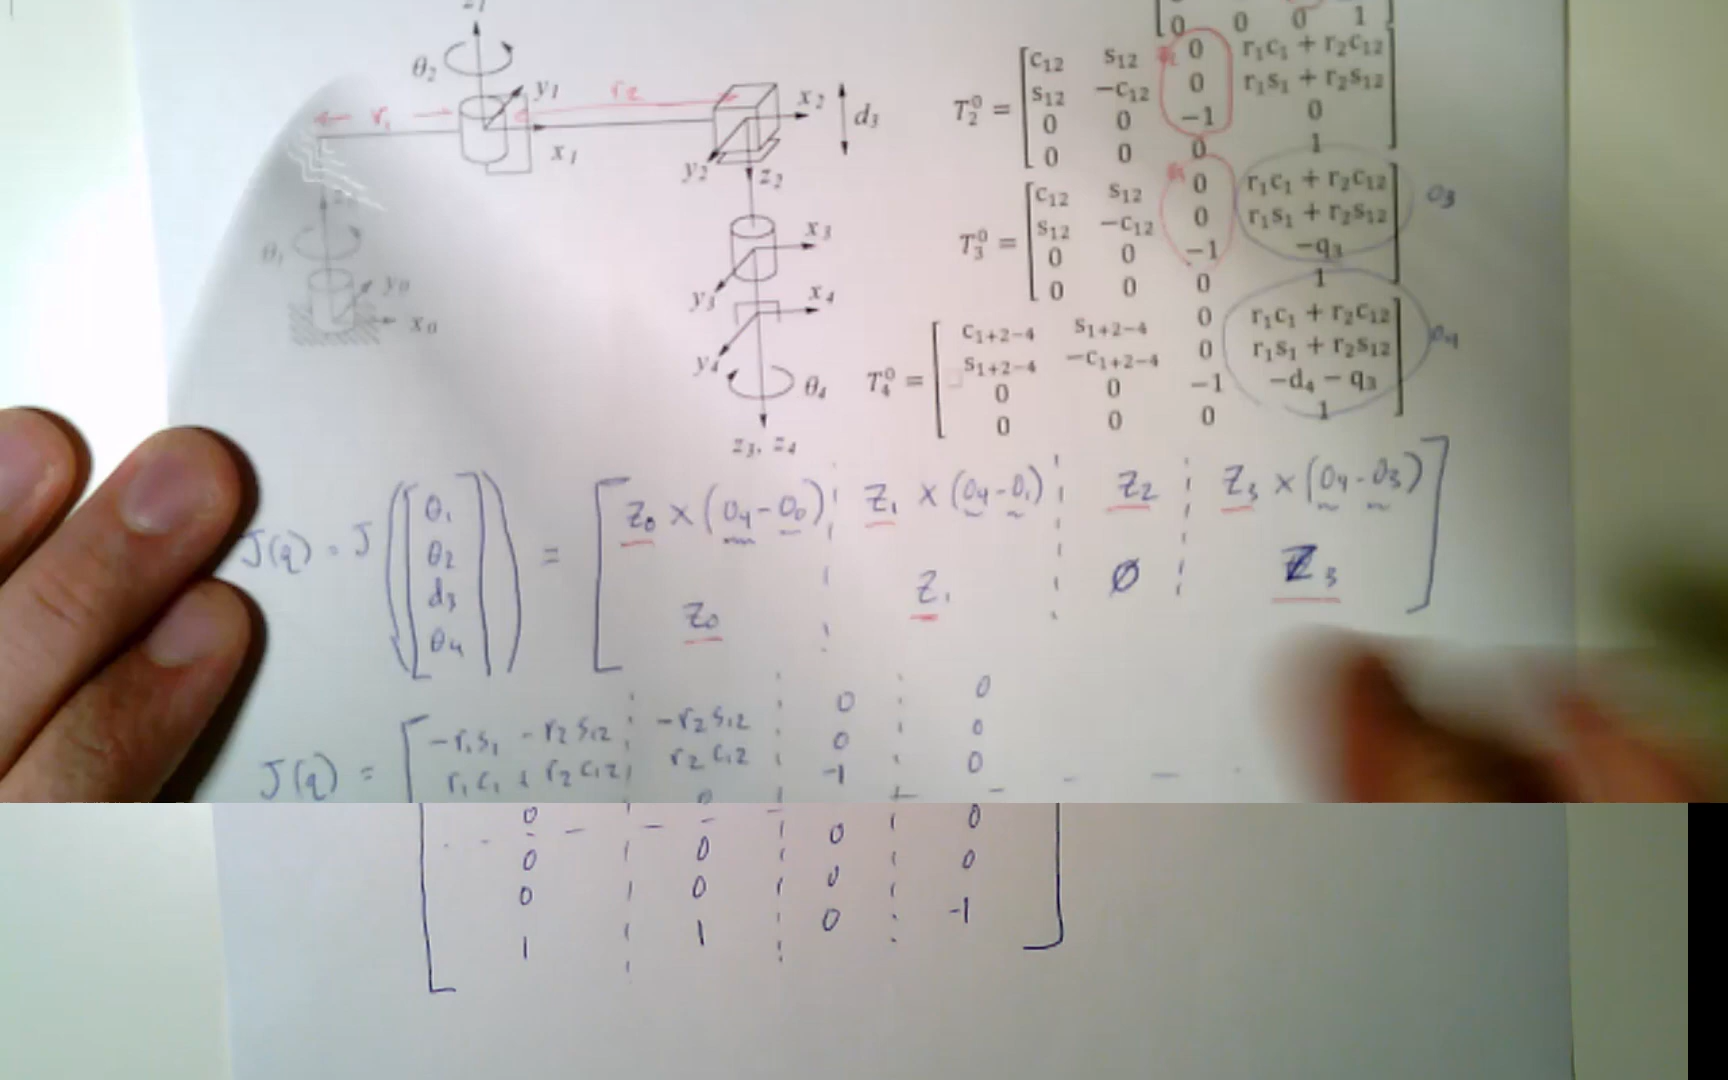 θ₂
y₁
r₁
r₂
x₁
x₂
d₃
y₂
z₂
θ₁
y₀
x₀
x₃
y₃
x₄
y₄
θ₄
z₃, z₄
0 0 0 1
T₂⁰ = [ c₁₂ s₁₂ 0 r₁c₁ + r₂c₁₂
s₁₂ −c₁₂ 0 r₁s₁ + r₂s₁₂
0 0 −1 0
0 0 0 1 ]
T₃⁰ = [ c₁₂ s₁₂ 0 r₁c₁ + r₂c₁₂
s₁₂ −c₁₂ 0 r₁s₁ + r₂s₁₂
0 0 −1 −q₃
0 0 0 1 ]
o₃
T₄⁰ = [ c₁₊₂₋₄ s₁₊₂₋₄ 0 r₁c₁ + r₂c₁₂
s₁₊₂₋₄ −c₁₊₂₋₄ 0 r₁s₁ + r₂s₁₂
0 0 −1 −d₄ − q₃
0 0 0 1 ]
o₄
J(q) = J ( [ θ₁
θ₂
d₃
θ₄ ] ) = [ z₀ × (o₄ - o₀) z₁ × (o₄ - o₁) z₂ z₃ × (o₄ - o₃)
z₀ z₁ ∅ z₃ ]
J(q) = [ -r₁s₁ - r₂s₁₂ -r₂s₁₂ 0 0
r₁c₁ + r₂c₁₂ r₂c₁₂ 0 0
0 0 -1 0
0 0 0 0
0 0 0 0
1 1 0 -1 ]